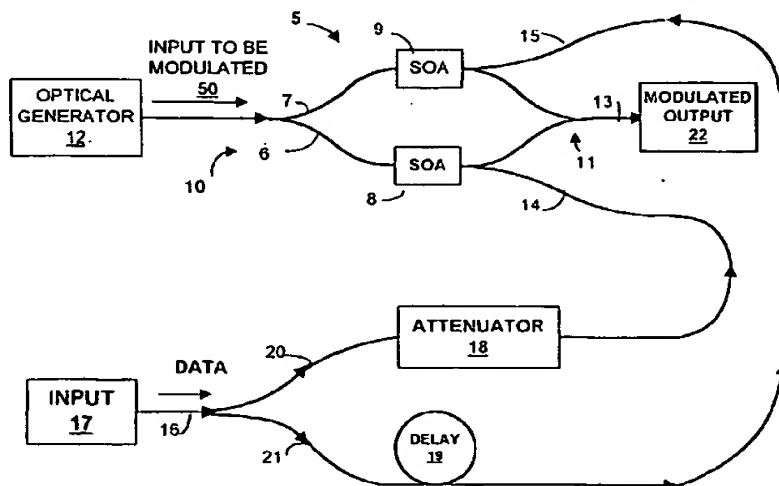 5
9
15
INPUT TO BE
MODULATED
50
SOA
OPTICAL
GENERATOR
12
7
13
MODULATED
OUTPUT
22
6
10
SOA
11
8
14
ATTENUATOR
18
20
DATA
INPUT
17
16
DELAY
19
21